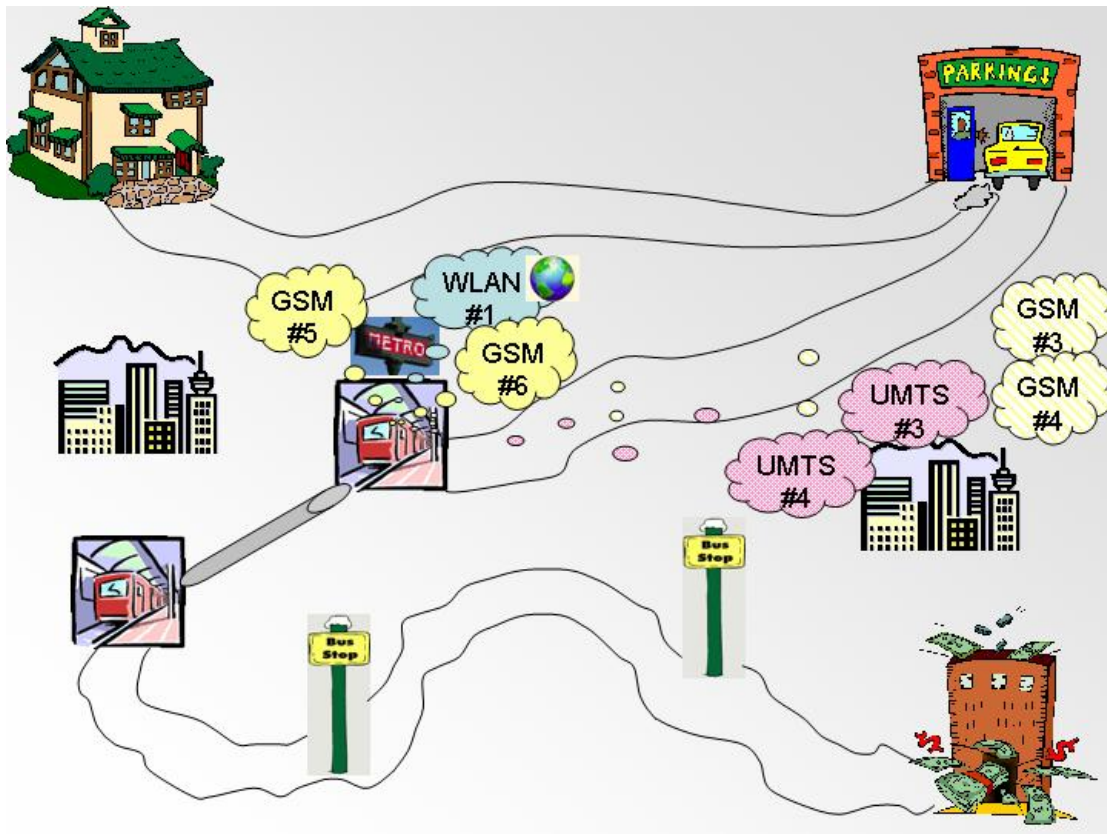 PARKING↓
WLAN
#1
GSM
#5
METRO
GSM
#6
GSM
#3
GSM
#4
UMTS
#3
UMTS
#4
Bus
Stop
Bus
Stop